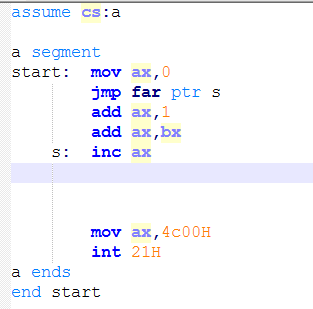 assume cs:a
a segment
start: mov ax,0
jmp far ptr s
add ax,1
add ax,bx
s: inc ax
mov ax,4c00H
int 21H
a ends
end start